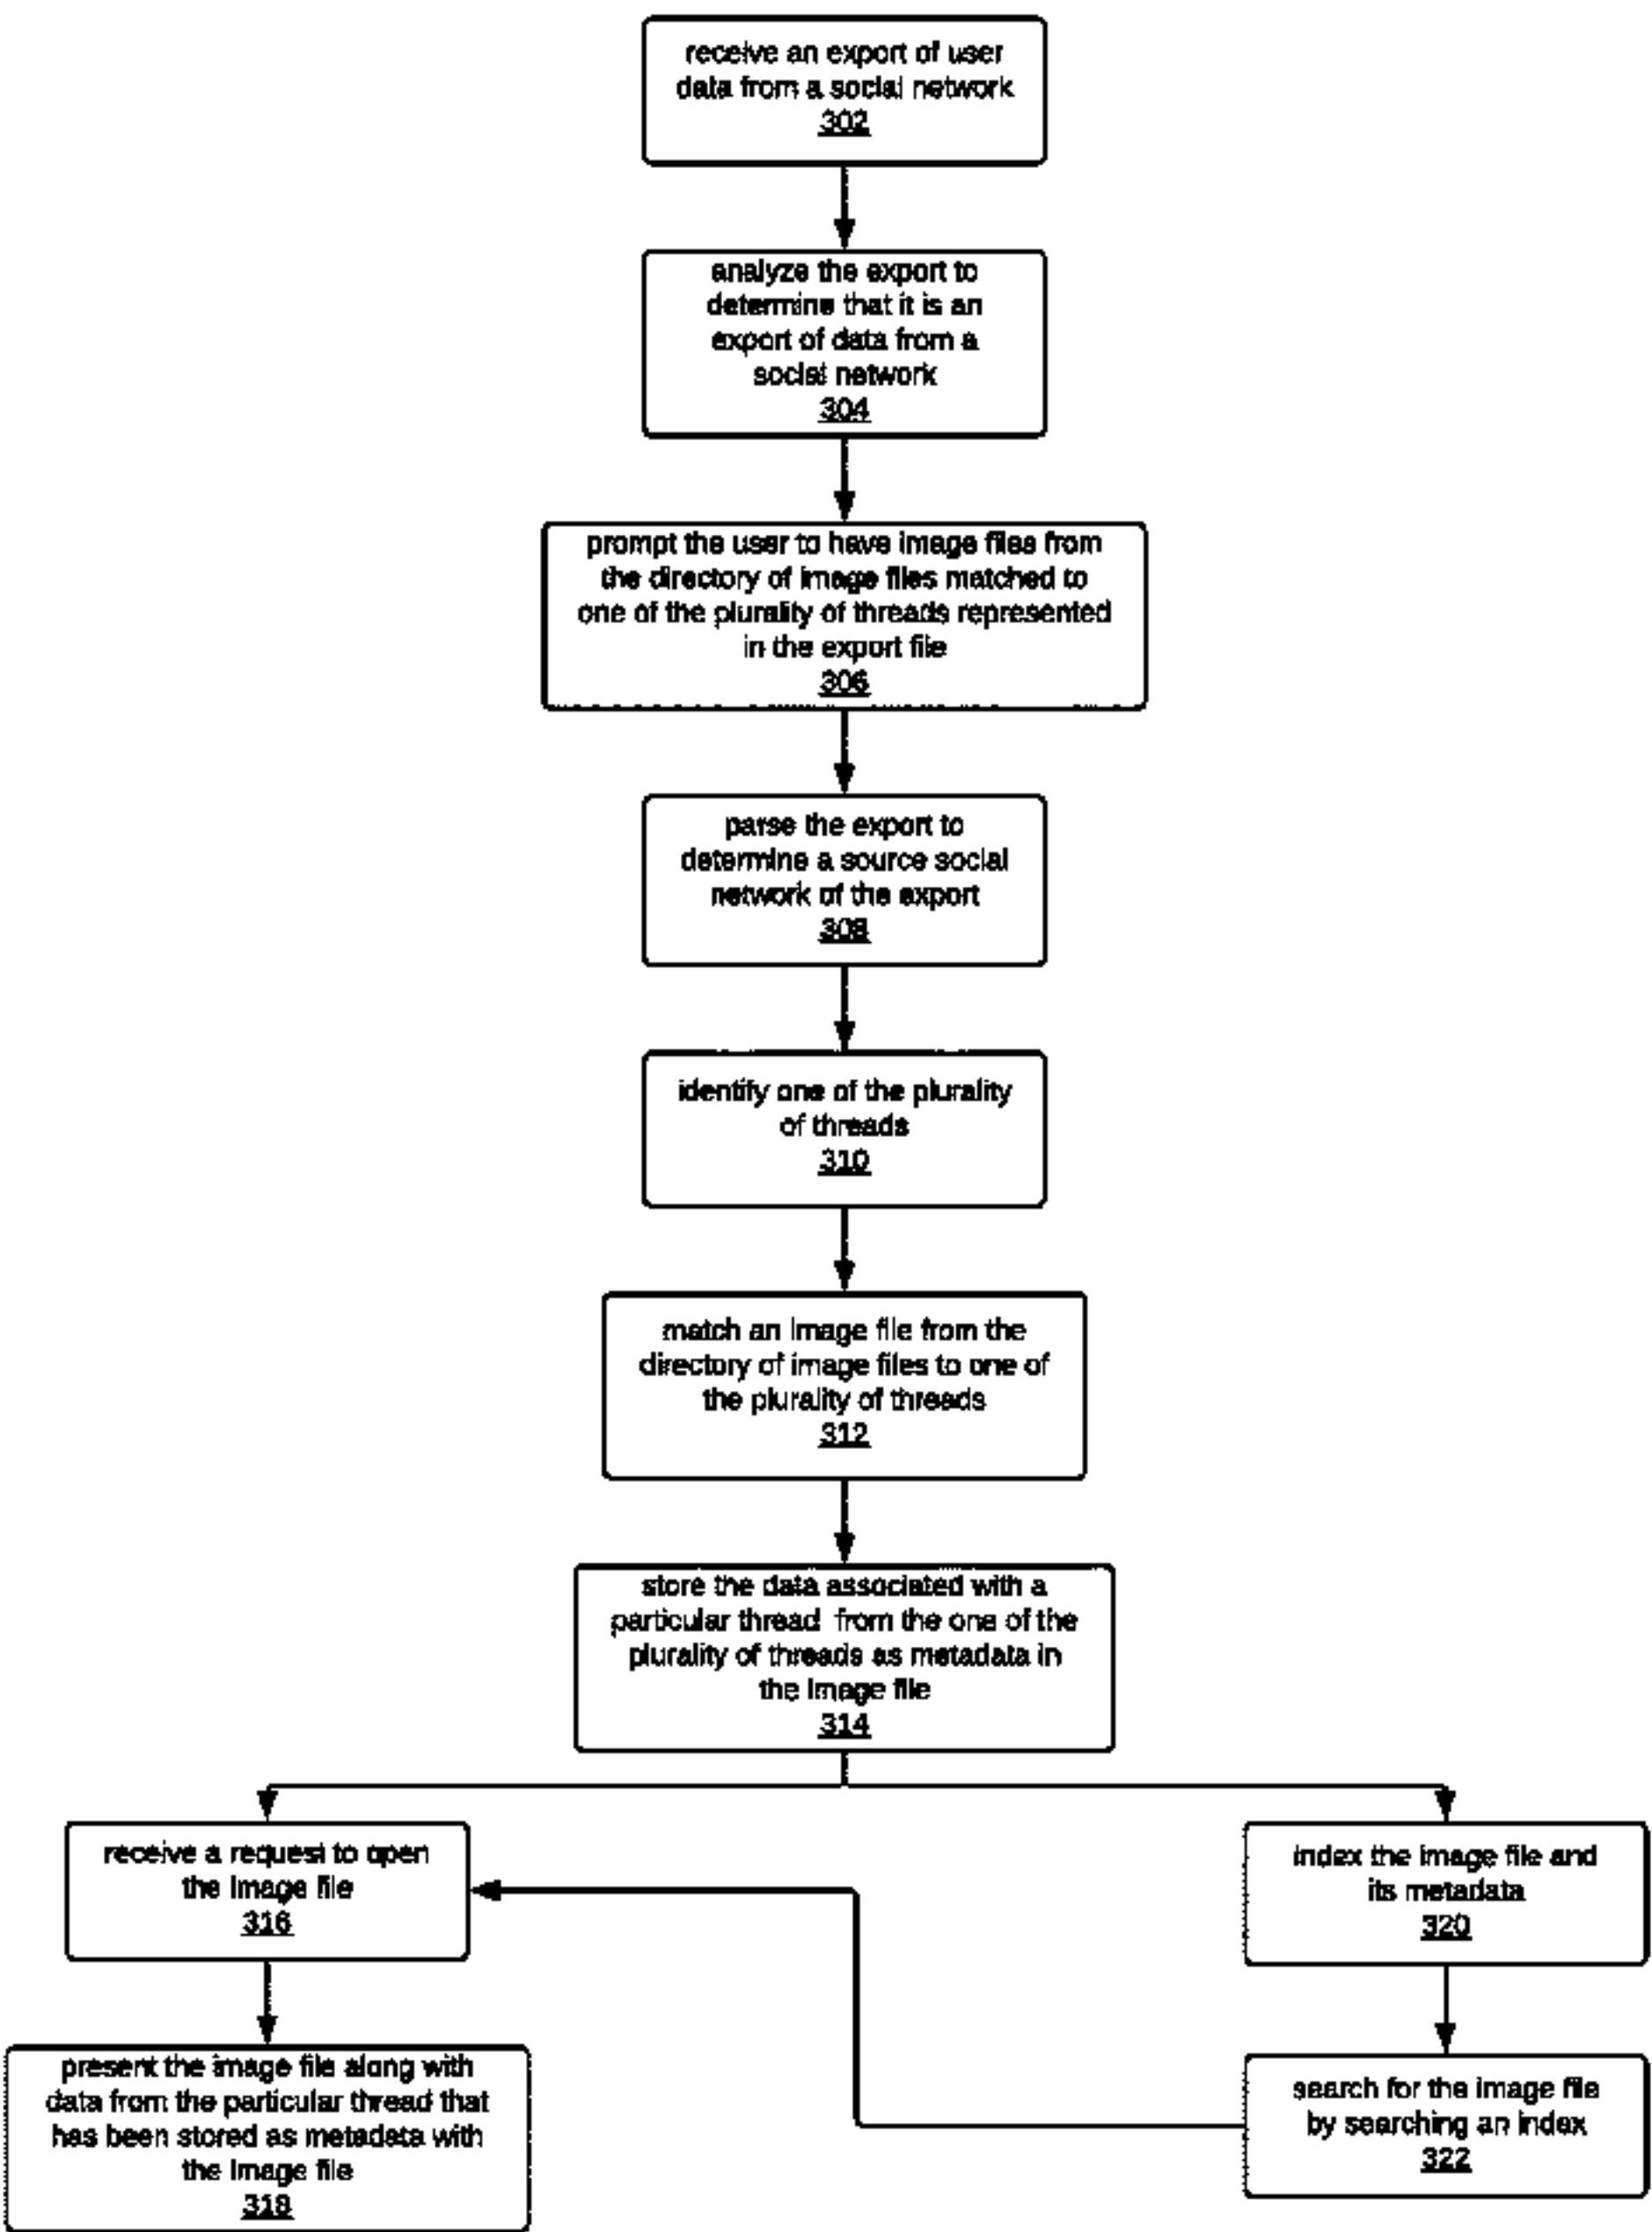 receive an export of user
data from a social network
302
analyze the export to
determine that it is an
export of data from a
social network
304
prompt the user to have image files from
the directory of image files matched to
one of the plurality of threads represented
in the export file
306
parse the export to
determine a source social
network of the export
308
identify one of the plurality
of threads
310
match an image file from the
directory of image files to one of
the plurality of threads
312
store the data associated with a
particular thread from the one of the
plurality of threads as metadata in
the image file
314
receive a request to open
the image file
316
index the image file and
its metadata
320
present the image file along with
data from the particular thread that
has been stored as metadata with
the image file
318
search for the image file
by searching an index
322